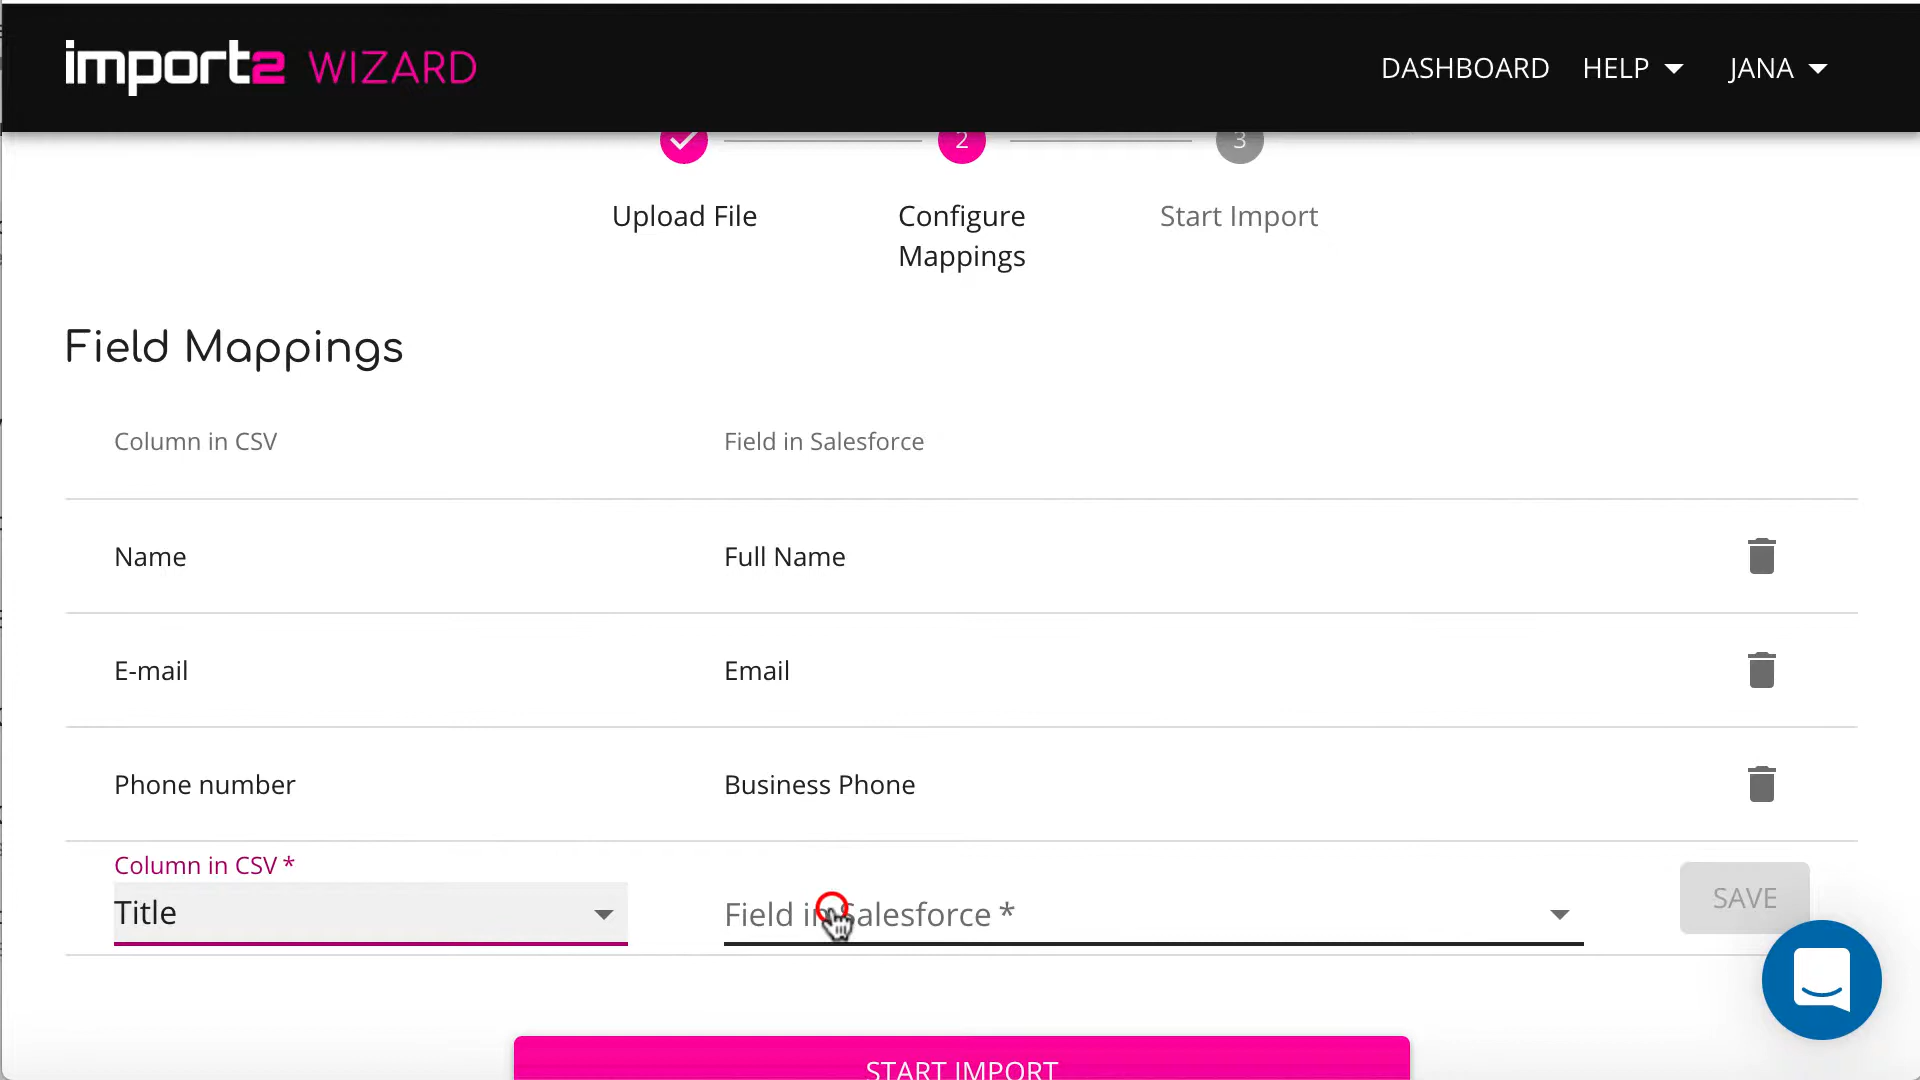 import2 WIZARD
DASHBOARD HELP JANA
2 3
Upload File Configure Mappings Start Import
Field Mappings
Column in CSV Field in Salesforce
Name Full Name
E-mail Email
Phone number Business Phone
Column in CSV *
Title Field in Salesforce * SAVE
START IMPORT